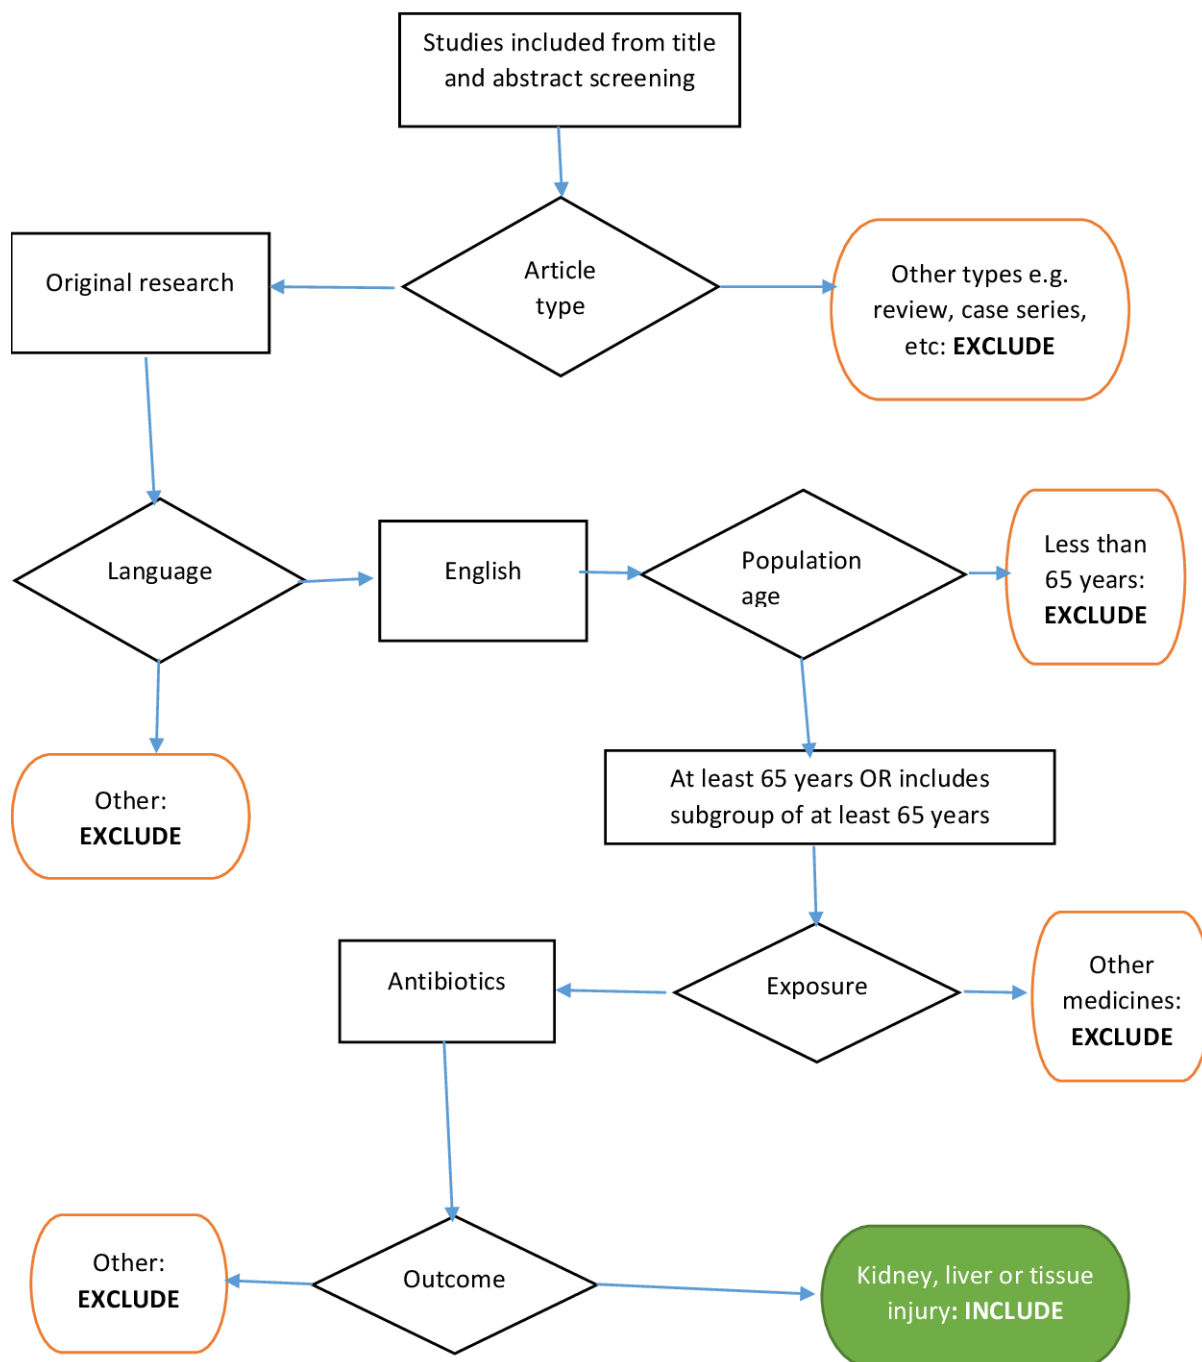 Studies included from title
and abstract screening
Article
type
Original research
Other types e.g.
review, case series,
etc: EXCLUDE
Language
English
Population
age
Less than
65 years:
EXCLUDE
Other:
EXCLUDE
At least 65 years OR includes
subgroup of at least 65 years
Antibiotics
Exposure
Other
medicines:
EXCLUDE
Other:
EXCLUDE
Outcome
Kidney, liver or tissue
injury: INCLUDE